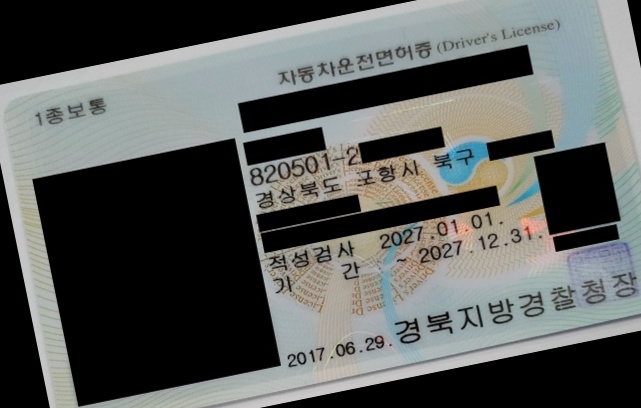 자동차운전면허증 (Driver's License)
1종보통
820501-2
경상북도 포항시 북구
적성검사 2027.01.01.
기 간 ~ 2027.12.31.
2017.06.29. 경북지방경찰청장